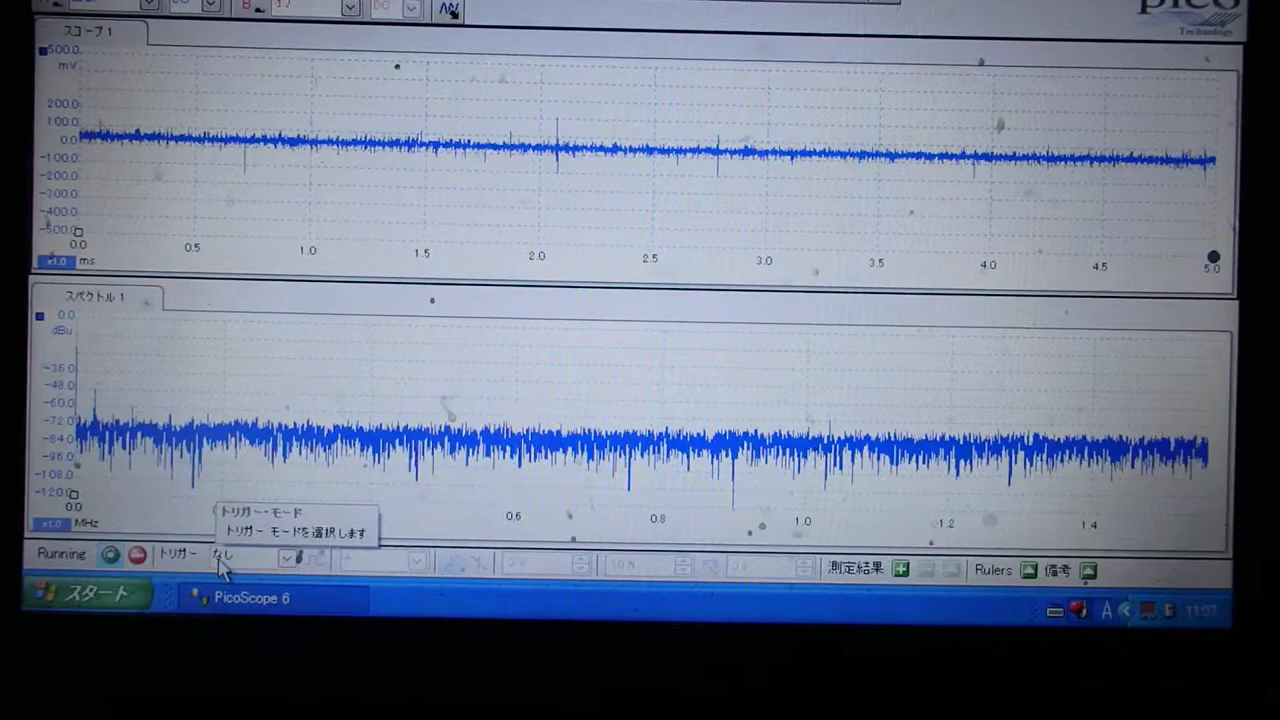 pico
Technology
スコープ 1
500.0
mV
200.0
100.0
0.0
-100.0
-200.0
-300.0
-400.0
-500.0
0.0 0.5 1.0 1.5 2.0 2.5 3.0 3.5 4.0 4.5 5.0
x1.0 ms
スペクトル 1
0.0
dBu
-36.0
-48.0
-60.0
-72.0
-84.0
-96.0
-108.0
-120.0
0.0 0.6 0.8 1.0 1.2 1.4
x1.0 MHz
トリガー・モード
トリガー モードを選択します
Running トリガー なし 測定結果 Rulers 備考
スタート PicoScope 6 A 11:07